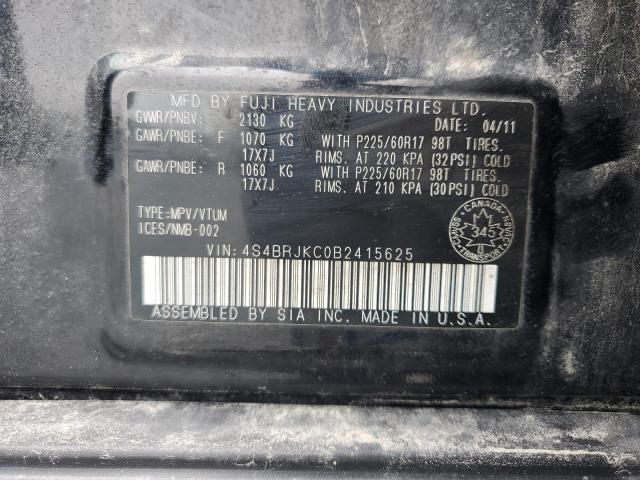 MFD BY FUJI HEAVY INDUSTRIES LTD.
GVWR/PNBV: 2130 KG DATE: 04/11
GAWR/PNBE: F 1070 KG WITH P225/60R17 98T TIRES.
17X7J RIMS. AT 220 KPA (32PSI) COLD
GAWR/PNBE: R 1060 KG WITH P225/60R17 98T TIRES.
17X7J RIMS. AT 210 KPA (30PSI) COLD
TYPE:MPV/VTUM
ICES/NMB-002
CANADA
345
TRANSPORT
VIN: 4S4BRJKC0B2415625
ASSEMBLED BY SIA INC. MADE IN U.S.A.